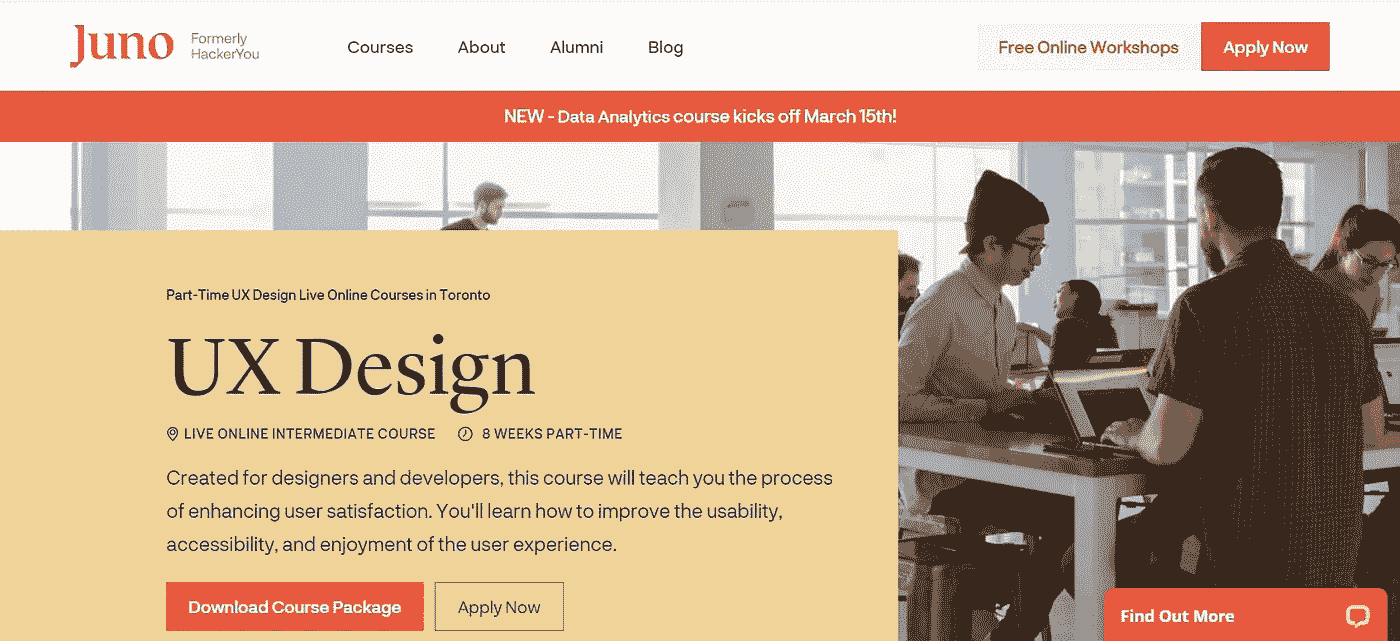 Juno
Formerly
HackerYou
Courses About Alumni Blog Free Online Workshops Apply Now
NEW - Data Analytics course kicks off March 15th!
Part-Time UX Design Live Online Courses in Toronto
UX Design
LIVE ONLINE INTERMEDIATE COURSE 8 WEEKS PART-TIME
Created for designers and developers, this course will teach you the process
of enhancing user satisfaction. You'll learn how to improve the usability,
accessibility, and enjoyment of the user experience.
Download Course Package Apply Now
Find Out More